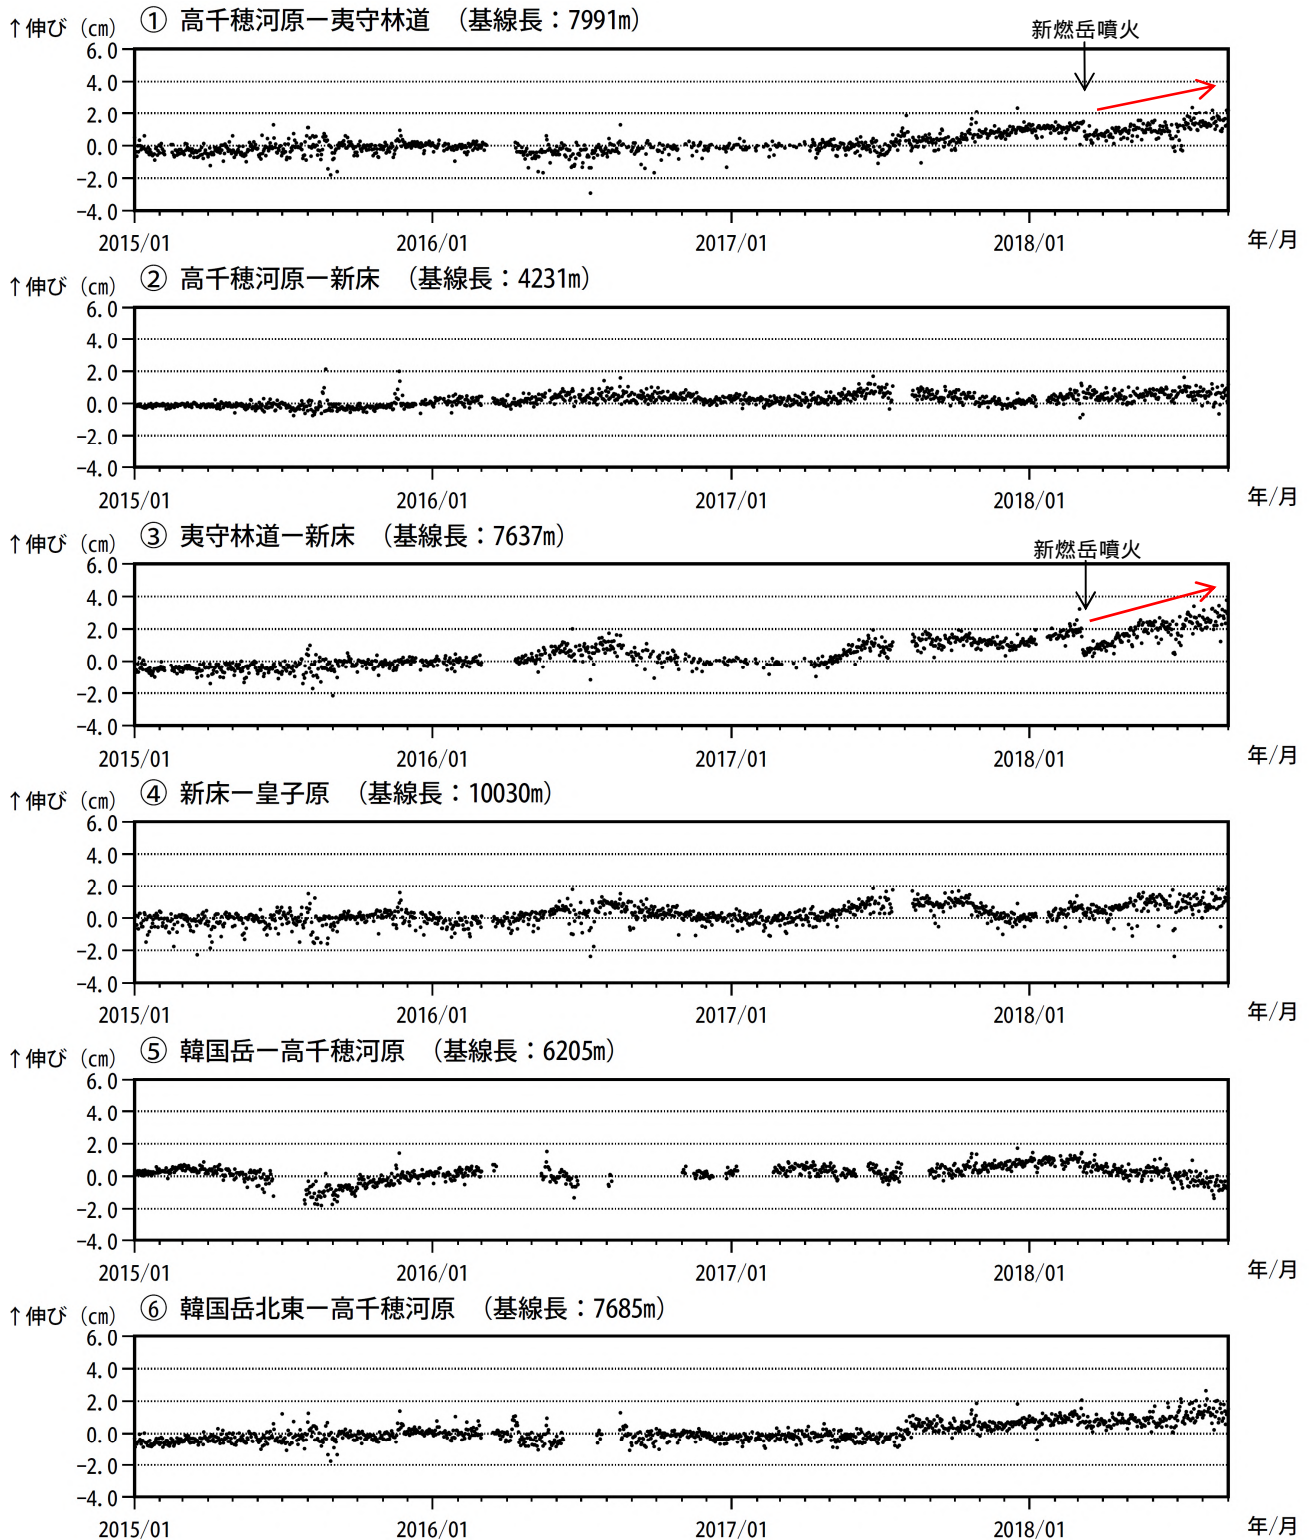 ↑伸び（㎝） ① 高千穂河原ー夷守林道 （基線長：7991m）
新燃岳噴火
6.0
4.0
2.0
0.0
−2.0
−4.0
2015/01 2016/01 2017/01 2018/01 年/月
↑伸び（㎝） ② 高千穂河原ー新床 （基線長：4231m）
6.0
4.0
2.0
0.0
−2.0
−4.0
2015/01 2016/01 2017/01 2018/01 年/月
↑伸び（㎝） ③ 夷守林道ー新床 （基線長：7637m）
新燃岳噴火
6.0
4.0
2.0
0.0
−2.0
−4.0
2015/01 2016/01 2017/01 2018/01 年/月
↑伸び（㎝） ④ 新床ー皇子原 （基線長：10030m）
6.0
4.0
2.0
0.0
−2.0
−4.0
2015/01 2016/01 2017/01 2018/01 年/月
↑伸び（㎝） ⑤ 韓国岳ー高千穂河原 （基線長：6205m）
6.0
4.0
2.0
0.0
−2.0
−4.0
2015/01 2016/01 2017/01 2018/01 年/月
↑伸び（㎝） ⑥ 韓国岳北東ー高千穂河原 （基線長：7685m）
6.0
4.0
2.0
0.0
−2.0
−4.0
2015/01 2016/01 2017/01 2018/01 年/月